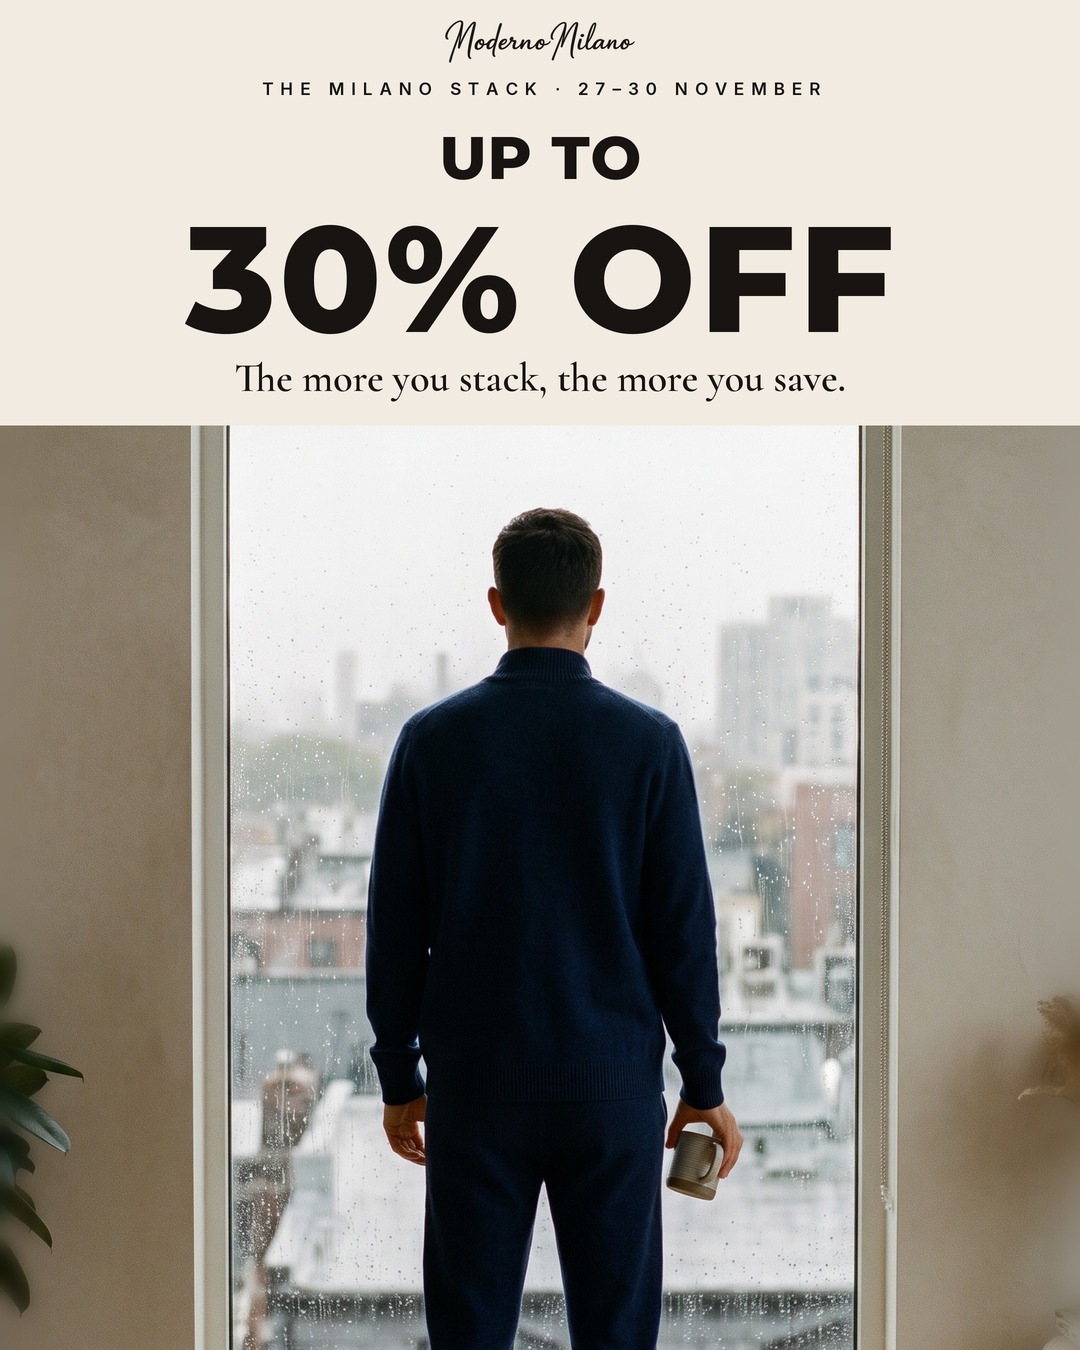 ModernoMilano
THE MILANO STACK · 27–30 NOVEMBER
UP TO
30% OFF
The more you stack, the more you save.